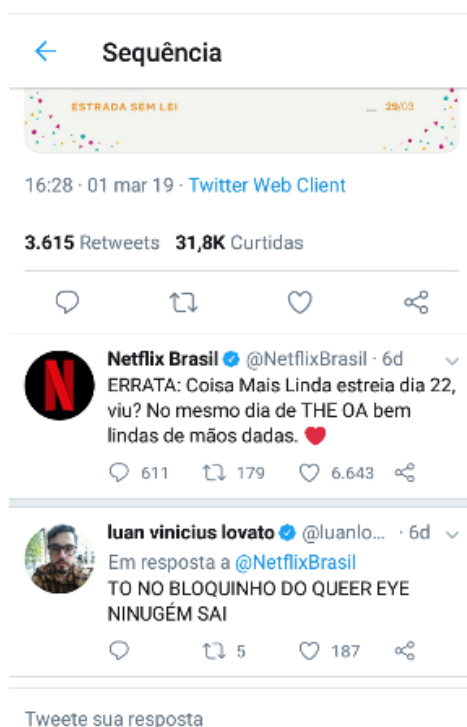 Sequência
ESTRADA SEM LEI 29/03
16:28 · 01 mar 19 · Twitter Web Client
3.615 Retweets 31,8K Curtidas
Netflix Brasil @NetflixBrasil · 6d
ERRATA: Coisa Mais Linda estreia dia 22,
viu? No mesmo dia de THE OA bem
lindas de mãos dadas. ❤️
611 179 6.643
luan vinicius lovato @luanlo... · 6d
Em resposta a @NetflixBrasil
TO NO BLOQUINHO DO QUEER EYE
NINUGÉM SAI
5 187
Tweete sua resposta